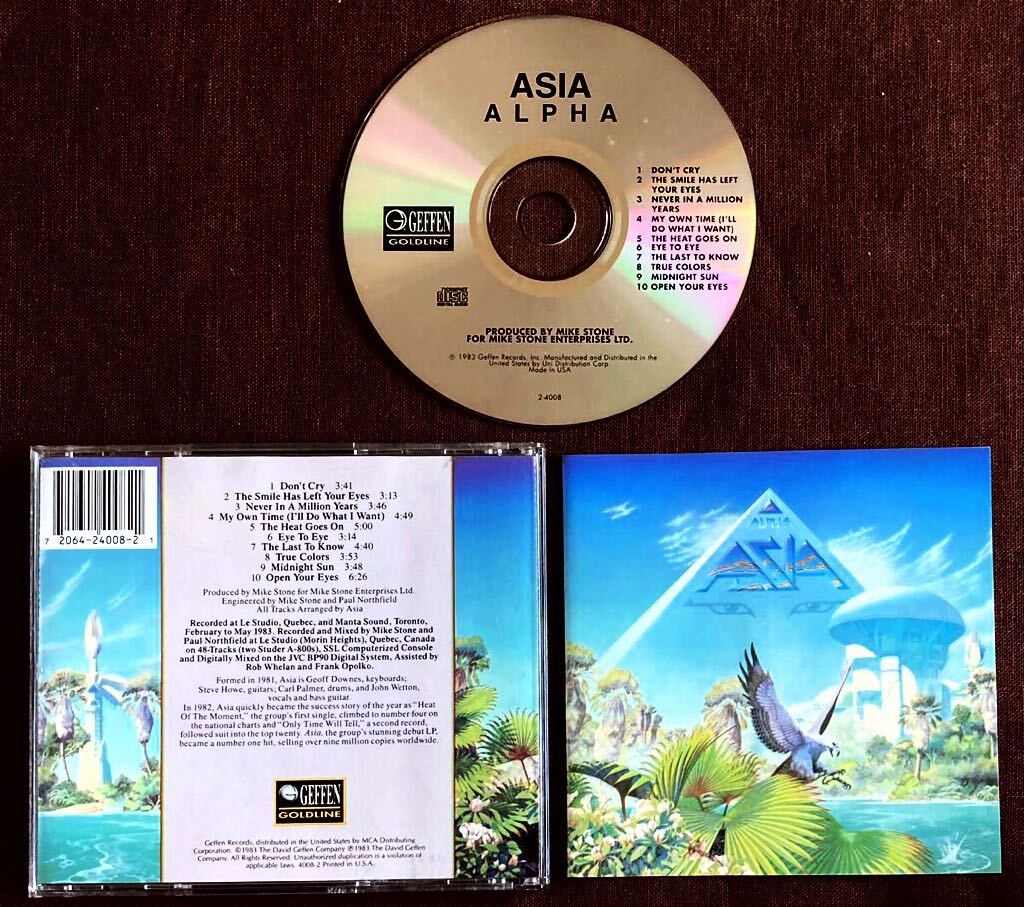 ASIA
ALPHA
1 DON'T CRY
2 THE SMILE HAS LEFT
YOUR EYES
3 NEVER IN A MILLION
YEARS
4 MY OWN TIME (I'LL
DO WHAT I WANT)
5 THE HEAT GOES ON
6 EYE TO EYE
7 THE LAST TO KNOW
8 TRUE COLORS
9 MIDNIGHT SUN
10 OPEN YOUR EYES
GEFFEN
GOLDLINE
COMPACT
disc
DIGITAL AUDIO
PRODUCED BY MIKE STONE
FOR MIKE STONE ENTERPRISES LTD.
℗ 1983 Geffen Records, Inc. Manufactured and Distributed in the
United States by Uni Distribution Corp
Made In USA
2-4008
7 2064-24008-2 1
1 Don't Cry 3:41
2 The Smile Has Left Your Eyes 3:13
3 Never In A Million Years 3:46
4 My Own Time (I'll Do What I Want) 4:49
5 The Heat Goes On 5:00
6 Eye To Eye 3:14
7 The Last To Know 4:40
8 True Colors 3:53
9 Midnight Sun 3:48
10 Open Your Eyes 6:26
Produced by Mike Stone for Mike Stone Enterprises Ltd.
Engineered by Mike Stone and Paul Northfield
All Tracks Arranged by Asia
Recorded at Le Studio, Quebec, and Manta Sound, Toronto,
February to May 1983. Recorded and Mixed by Mike Stone and
Paul Northfield at Le Studio (Morin Heights), Quebec, Canada
on 48-Tracks (two Studer A-800s), SSL Computerized Console
and Digitally Mixed on the JVC BP90 Digital System, Assisted by
Rob Whelan and Frank Opolko.
Formed in 1981, Asia is Geoff Downes, keyboards;
Steve Howe, guitars; Carl Palmer, drums, and John Wetton,
vocals and bass guitar.
In 1982, Asia quickly became the success story of the year as "Heat
Of The Moment," the group's first single, climbed to number four on
the national charts and "Only Time Will Tell," a second record,
followed suit into the top twenty. Asia, the group's stunning debut LP,
became a number one hit, selling over nine million copies worldwide.
GEFFEN
GOLDLINE
Geffen Records, distributed in the United States by MCA Distributing
Corporation. ©1983 The David Geffen Company ℗1983 The David Geffen
Company. All Rights Reserved. Unauthorized duplication is a violation of
applicable laws. 4008-2 Printed in U.S.A.
ALPHA
ASIA